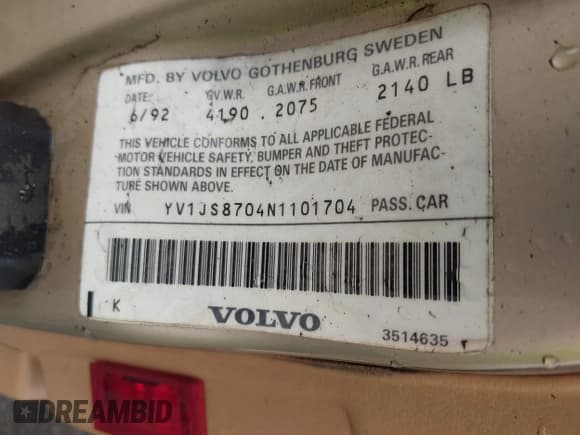 MFD. BY VOLVO GOTHENBURG SWEDEN
DATE: G.V.W.R. G.A.W.R. FRONT G.A.W.R. REAR
6/92 4190 . 2075 2140 LB
THIS VEHICLE CONFORMS TO ALL APPLICABLE FEDERAL
MOTOR VEHICLE SAFETY, BUMPER AND THEFT PROTEC-
TION STANDARDS IN EFFECT ON THE DATE OF MANUFAC-
TURE SHOWN ABOVE.
VIN YV1JS8704N1101704 PASS. CAR
K VOLVO 3514635
DREAMBID